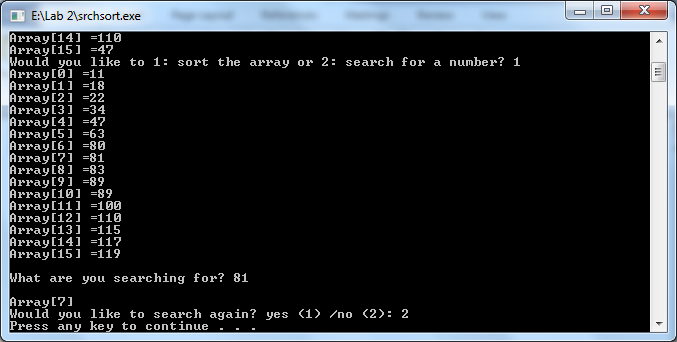 E:\Lab 2\srchsort.exe
Array[14] =110
Array[15] =47
Would you like to 1: sort the array or 2: search for a number? 1
Array[0] =11
Array[1] =18
Array[2] =22
Array[3] =34
Array[4] =47
Array[5] =63
Array[6] =80
Array[7] =81
Array[8] =83
Array[9] =89
Array[10] =89
Array[11] =100
Array[12] =110
Array[13] =115
Array[14] =117
Array[15] =119
What are you searching for? 81
Array[7]
Would you like to search again? yes (1) /no (2): 2
Press any key to continue . . .